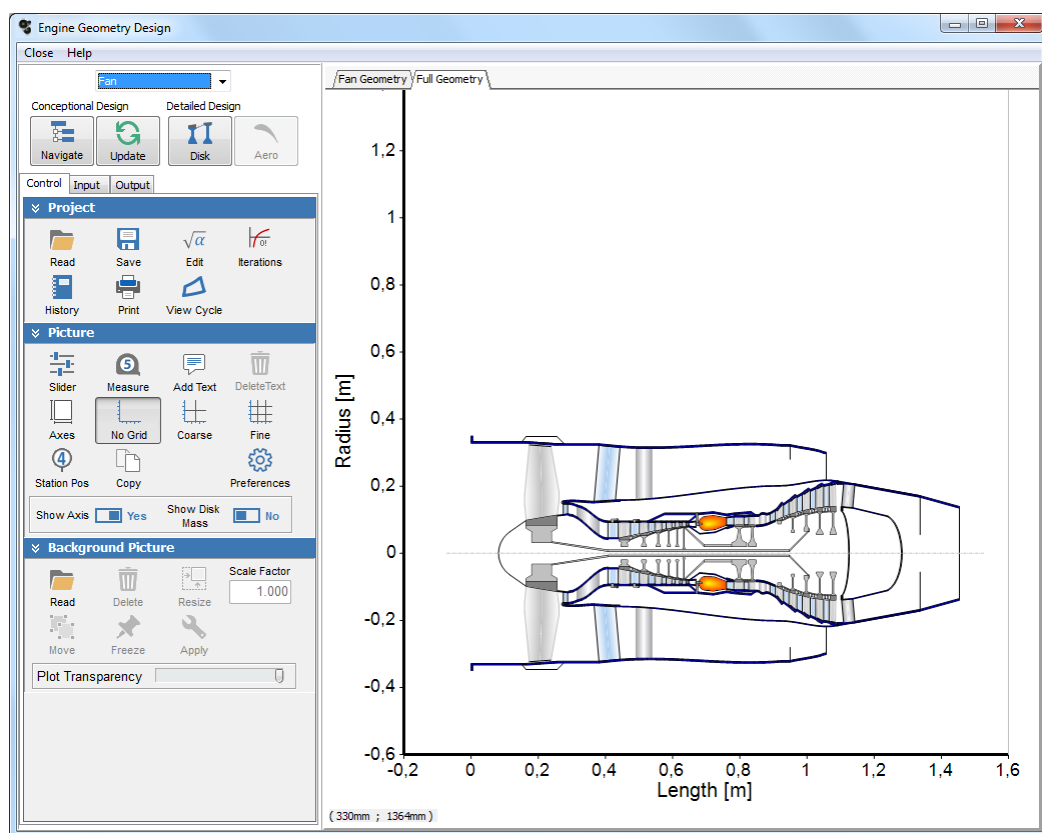 Engine Geometry Design
Close Help
Fan
Fan Geometry Full Geometry
Conceptional Design Detailed Design
Navigate Update Disk Aero
Control Input Output
Project
√α 0!
Read Save Edit Iterations
History Print View Cycle
Picture
5
Slider Measure Add Text DeleteText
Axes No Grid Coarse Fine
4
Station Pos Copy Preferences
Show Axis Yes Show Disk Mass No
Background Picture
Read Delete Resize Scale Factor
1.000
Move Freeze Apply
Plot Transparency
Radius [m]
1,2
1
0,8
0,6
0,4
0,2
0
-0,2
-0,4
-0,6
-0,2 0 0,2 0,4 0,6 0,8 1 1,2 1,4 1,6
Length [m]
(330mm ; 1364mm)